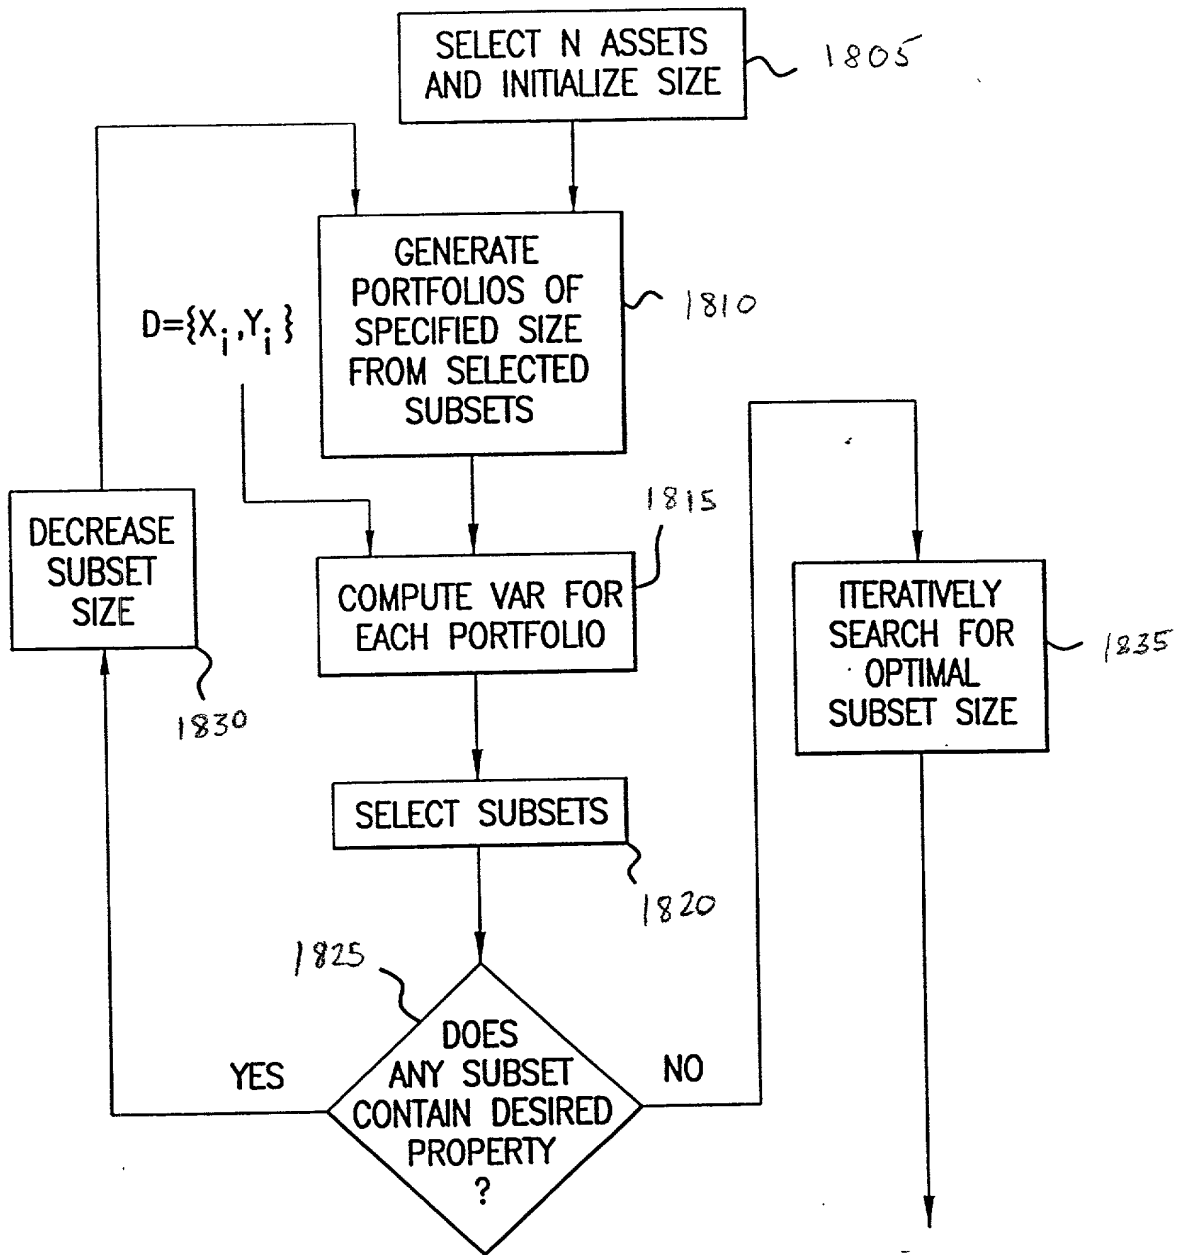 SELECT N ASSETS
AND INITIALIZE SIZE
1805
GENERATE
PORTFOLIOS OF
SPECIFIED SIZE
FROM SELECTED
SUBSETS
1810
D={X_i,Y_i}
DECREASE
SUBSET
SIZE
1830
1815
COMPUTE VAR FOR
EACH PORTFOLIO
ITERATIVELY
SEARCH FOR
OPTIMAL
SUBSET SIZE
1835
SELECT SUBSETS
1820
1825
DOES
ANY SUBSET
CONTAIN DESIRED
PROPERTY
?
YES
NO